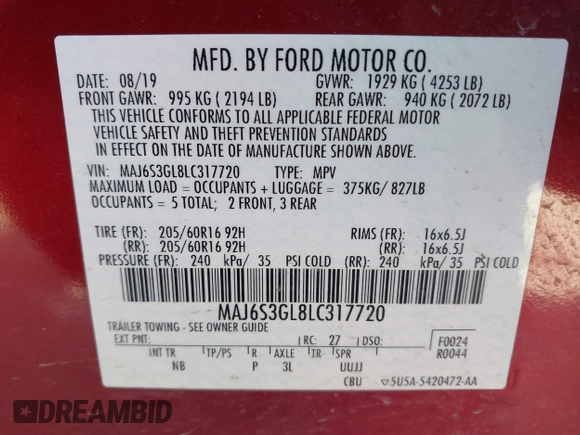 MFD. BY FORD MOTOR CO.
DATE: 08/19 GVWR: 1929 KG ( 4253 LB)
FRONT GAWR: 995 KG ( 2194 LB) REAR GAWR: 940 KG ( 2072 LB)
THIS VEHICLE CONFORMS TO ALL APPLICABLE FEDERAL MOTOR
VEHICLE SAFETY AND THEFT PREVENTION STANDARDS
IN EFFECT ON THE DATE OF MANUFACTURE SHOWN ABOVE.
VIN: MAJ6S3GL8LC317720 TYPE: MPV
MAXIMUM LOAD = OCCUPANTS + LUGGAGE = 375KG/ 827LB
OCCUPANTS = 5 TOTAL; 2 FRONT, 3 REAR
TIRE (FR): 205/60R16 92H RIMS (FR): 16x6.5J
(RR): 205/60R16 92H (RR): 16x6.5J
PRESSURE (FR): 240 kPa/ 35 PSI COLD (RR): 240 kPa/ 35 PSI COLD
MAJ6S3GL8LC317720
TRAILER TOWING - SEE OWNER GUIDE
EXT PNT: RC: 27 DSO: F0024
INT TR TP/PS R AXLE TR SPR R0044
NB P 3L UUJJ
CBU 5U5A-5420472-AA
DREAMBID